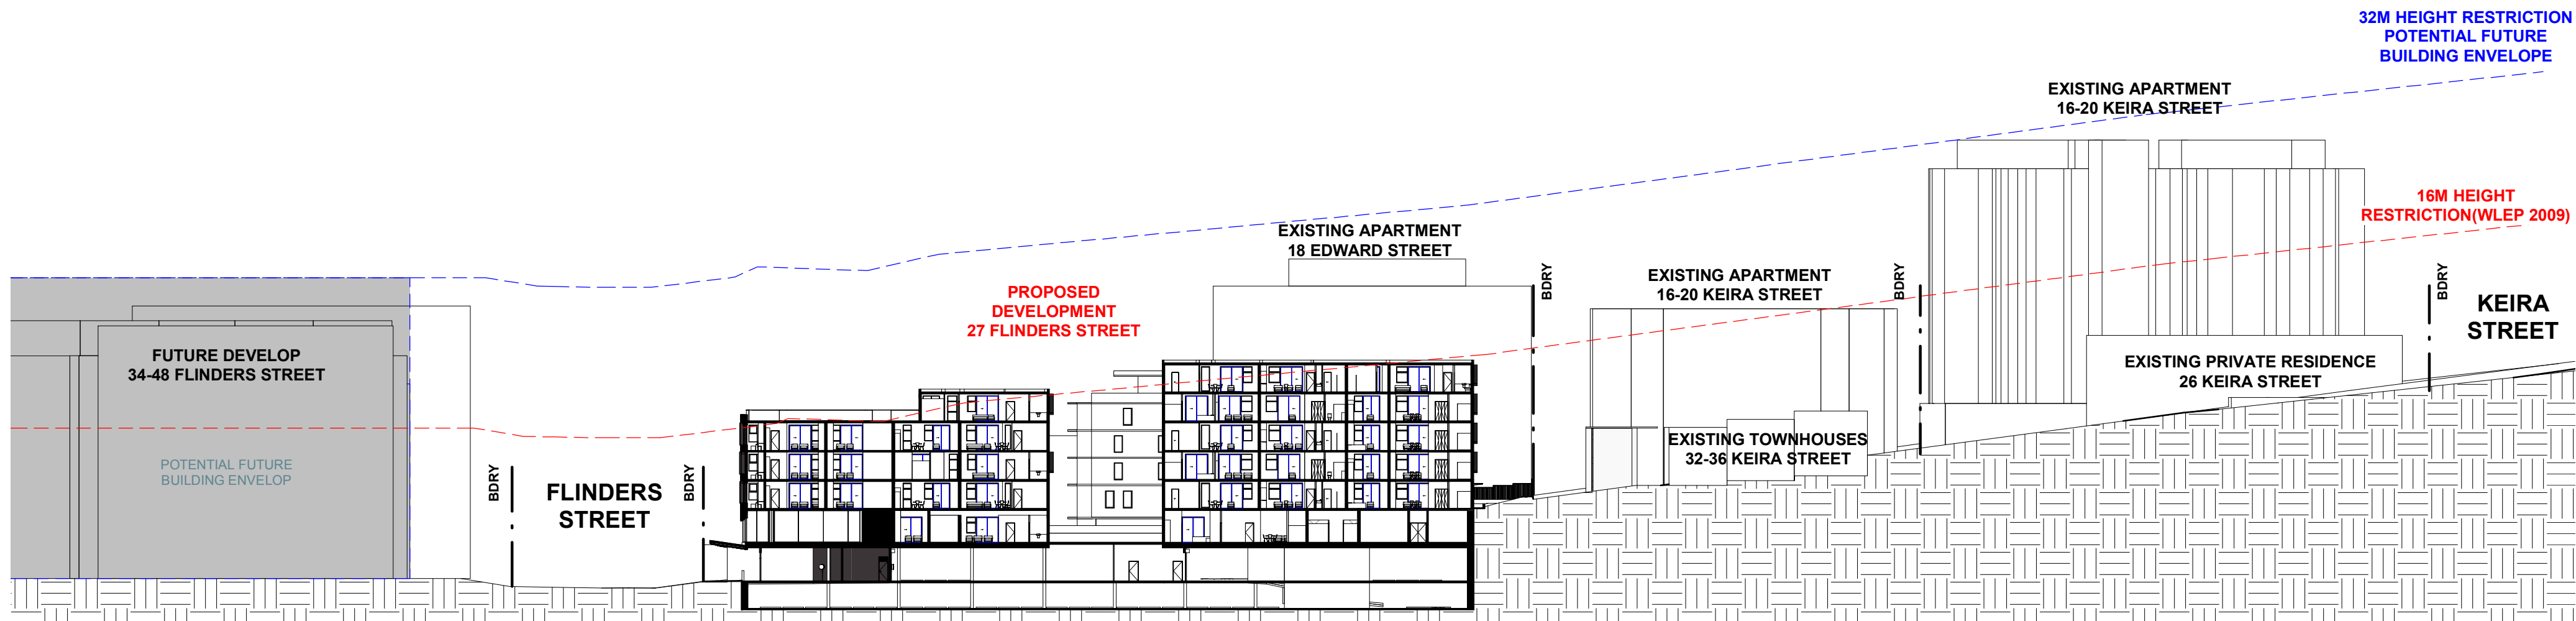 32M HEIGHT RESTRICTION
POTENTIAL FUTURE
BUILDING ENVELOPE
EXISTING APARTMENT
16-20 KEIRA STREET
16M HEIGHT
RESTRICTION(WLEP 2009)
EXISTING APARTMENT
18 EDWARD STREET
BDRY
EXISTING APARTMENT
16-20 KEIRA STREET
BDRY
BDRY
KEIRA
STREET
PROPOSED
DEVELOPMENT
27 FLINDERS STREET
FUTURE DEVELOP
34-48 FLINDERS STREET
EXISTING PRIVATE RESIDENCE
26 KEIRA STREET
EXISTING TOWNHOUSES
32-36 KEIRA STREET
POTENTIAL FUTURE
BUILDING ENVELOP
BDRY
FLINDERS
STREET
BDRY